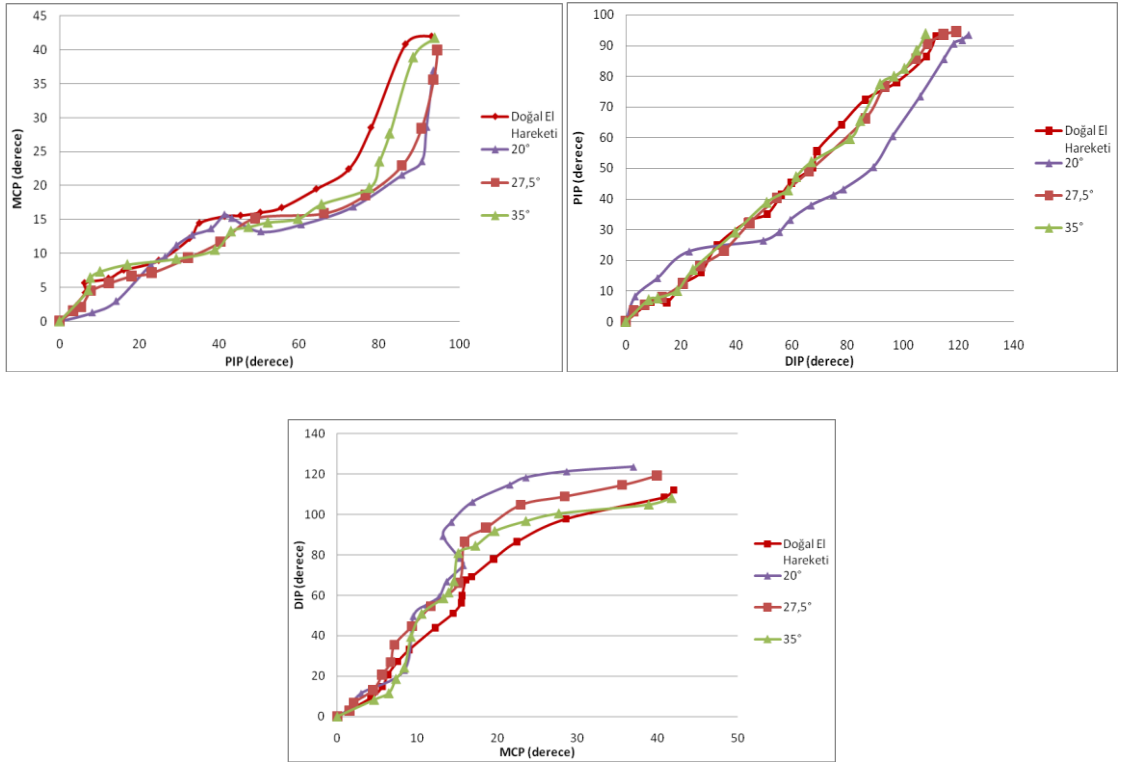 45
40
35
30
25
20
15
10
5
0
MCP (derece)
0 20 40 60 80 100
PIP (derece)
Doğal El
Hareketi
20°
27,5°
35°
100
90
80
70
60
50
40
30
20
10
0
PIP (derece)
0 20 40 60 80 100 120 140
DIP (derece)
Doğal El
Hareketi
20°
27,5°
35°
140
120
100
80
60
40
20
0
DIP (derece)
0 10 20 30 40 50
MCP (derece)
Doğal El
Hareketi
20°
27,5°
35°